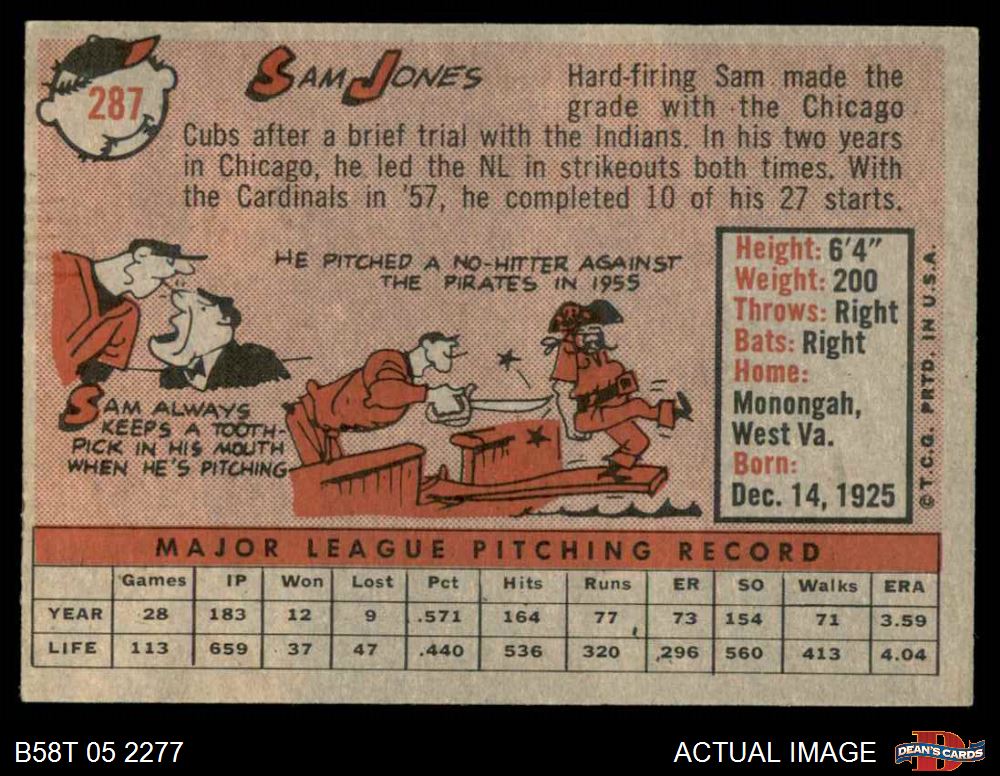 287
SAM JONES
Hard-firing Sam made the
grade with the Chicago
Cubs after a brief trial with the Indians. In his two years
in Chicago, he led the NL in strikeouts both times. With
the Cardinals in '57, he completed 10 of his 27 starts.
HE PITCHED A NO-HITTER AGAINST
THE PIRATES IN 1955
SAM ALWAYS
KEEPS A TOOTH-
PICK IN HIS MOUTH
WHEN HE'S PITCHING
Height: 6'4"
Weight: 200
Throws: Right
Bats: Right
Home:
Monongah,
West Va.
Born:
Dec. 14, 1925
© T.C.G. PRTD. IN U.S.A.
MAJOR LEAGUE PITCHING RECORD
Games IP Won Lost Pct Hits Runs ER SO Walks ERA
YEAR 28 183 12 9 .571 164 77 73 154 71 3.59
LIFE 113 659 37 47 .440 536 320 296 560 413 4.04
B58T 05 2277
ACTUAL IMAGE
DEAN'S CARDS